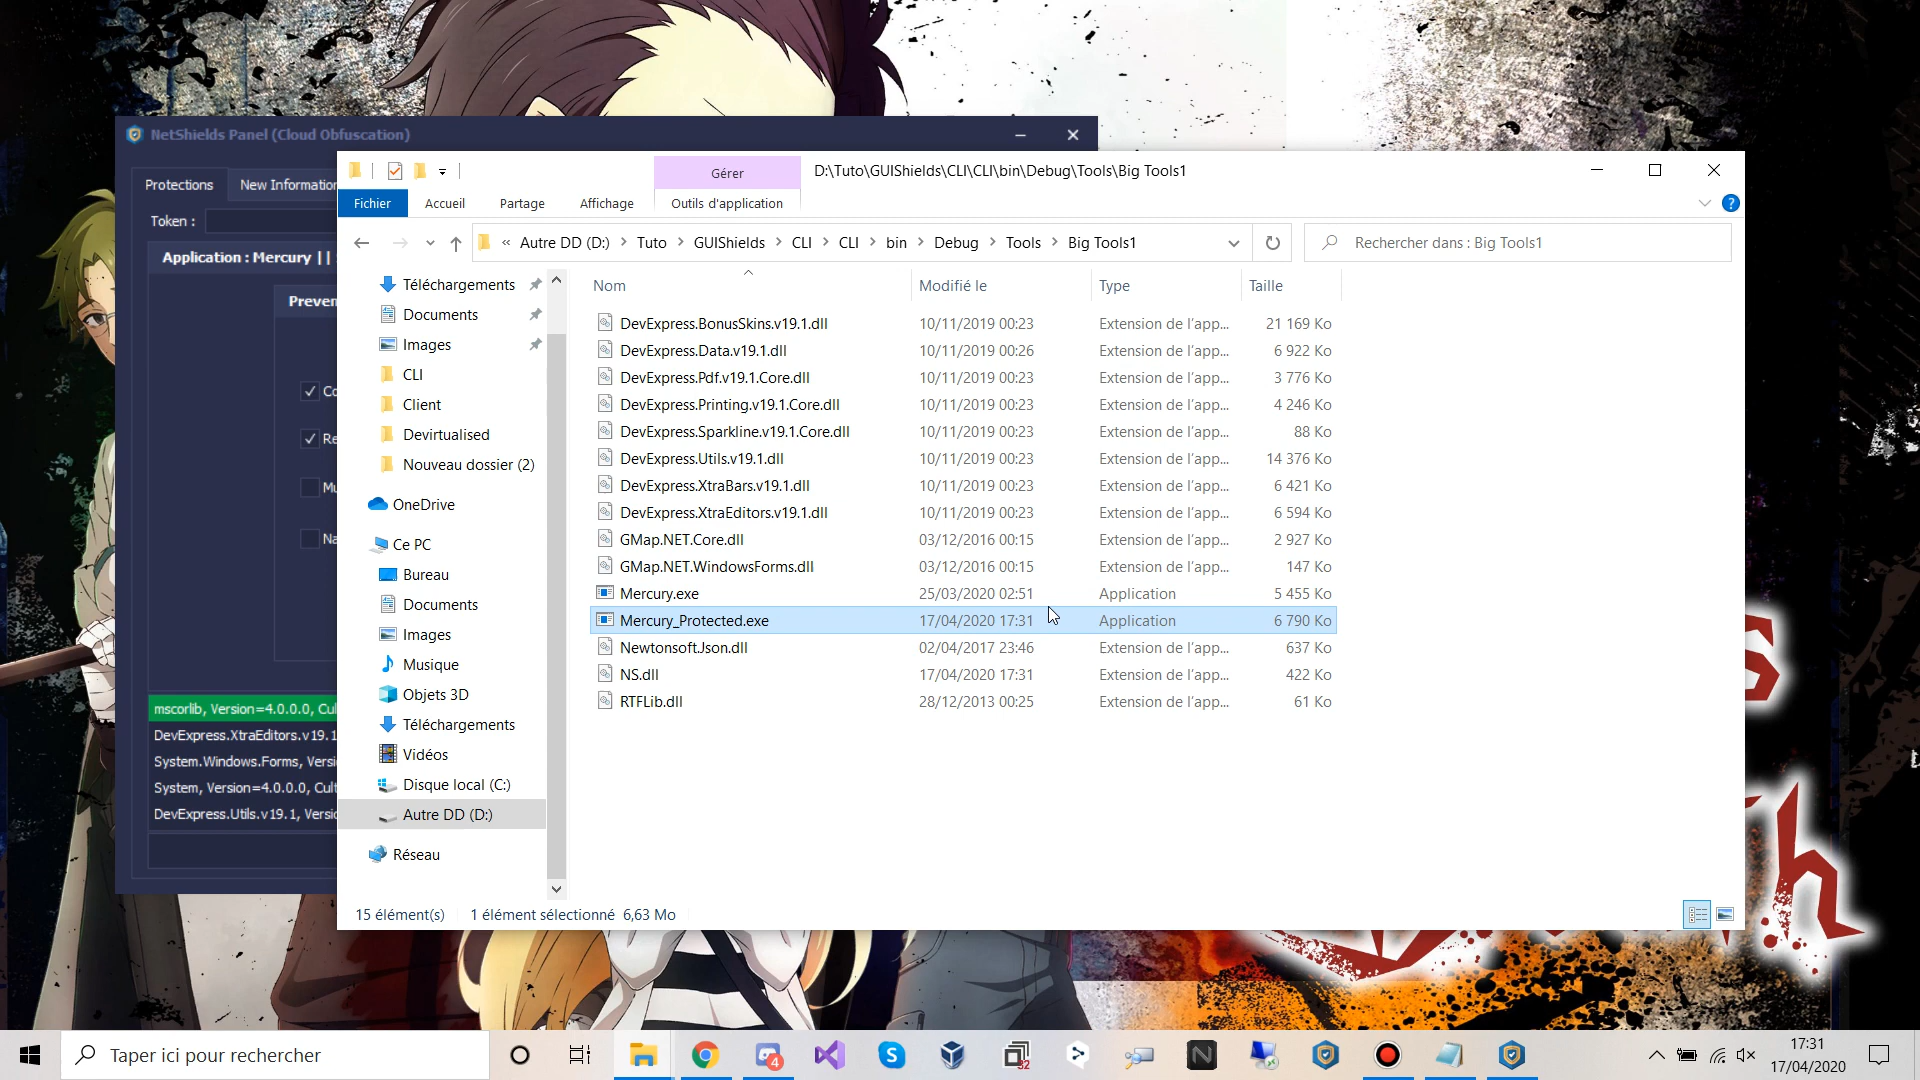 NetShields Panel (Cloud Obfuscation)
Protections
New Information
Token :
Application : Mercury ||
Preven
Co
Re
Mu
Na
mscorlib, Version=4.0.0.0, Cul
DevExpress.XtraEditors.v19.1
System.Windows.Forms, Versi
System, Version=4.0.0.0, Cult
DevExpress.Utils.v19.1, Versic
Gérer
D:\Tuto\GUIShields\CLI\CLI\bin\Debug\Tools\Big Tools1
Fichier
Accueil
Partage
Affichage
Outils d'application
« Autre DD (D:) > Tuto > GUIShields > CLI > CLI > bin > Debug > Tools > Big Tools1
Rechercher dans : Big Tools1
Téléchargements
Documents
Images
CLI
Client
Devirtualised
Nouveau dossier (2)
OneDrive
Ce PC
Bureau
Documents
Images
Musique
Objets 3D
Téléchargements
Vidéos
Disque local (C:)
Autre DD (D:)
Réseau
Nom Modifié le Type Taille
DevExpress.BonusSkins.v19.1.dll 10/11/2019 00:23 Extension de l'app... 21 169 Ko
DevExpress.Data.v19.1.dll 10/11/2019 00:26 Extension de l'app... 6 922 Ko
DevExpress.Pdf.v19.1.Core.dll 10/11/2019 00:23 Extension de l'app... 3 776 Ko
DevExpress.Printing.v19.1.Core.dll 10/11/2019 00:23 Extension de l'app... 4 246 Ko
DevExpress.Sparkline.v19.1.Core.dll 10/11/2019 00:23 Extension de l'app... 88 Ko
DevExpress.Utils.v19.1.dll 10/11/2019 00:23 Extension de l'app... 14 376 Ko
DevExpress.XtraBars.v19.1.dll 10/11/2019 00:23 Extension de l'app... 6 421 Ko
DevExpress.XtraEditors.v19.1.dll 10/11/2019 00:23 Extension de l'app... 6 594 Ko
GMap.NET.Core.dll 03/12/2016 00:15 Extension de l'app... 2 927 Ko
GMap.NET.WindowsForms.dll 03/12/2016 00:15 Extension de l'app... 147 Ko
Mercury.exe 25/03/2020 02:51 Application 5 455 Ko
Mercury_Protected.exe 17/04/2020 17:31 Application 6 790 Ko
Newtonsoft.Json.dll 02/04/2017 23:46 Extension de l'app... 637 Ko
NS.dll 17/04/2020 17:31 Extension de l'app... 422 Ko
RTFLib.dll 28/12/2013 00:25 Extension de l'app... 61 Ko
15 élément(s) 1 élément sélectionné 6,63 Mo
Taper ici pour rechercher
4
32
17:31
17/04/2020